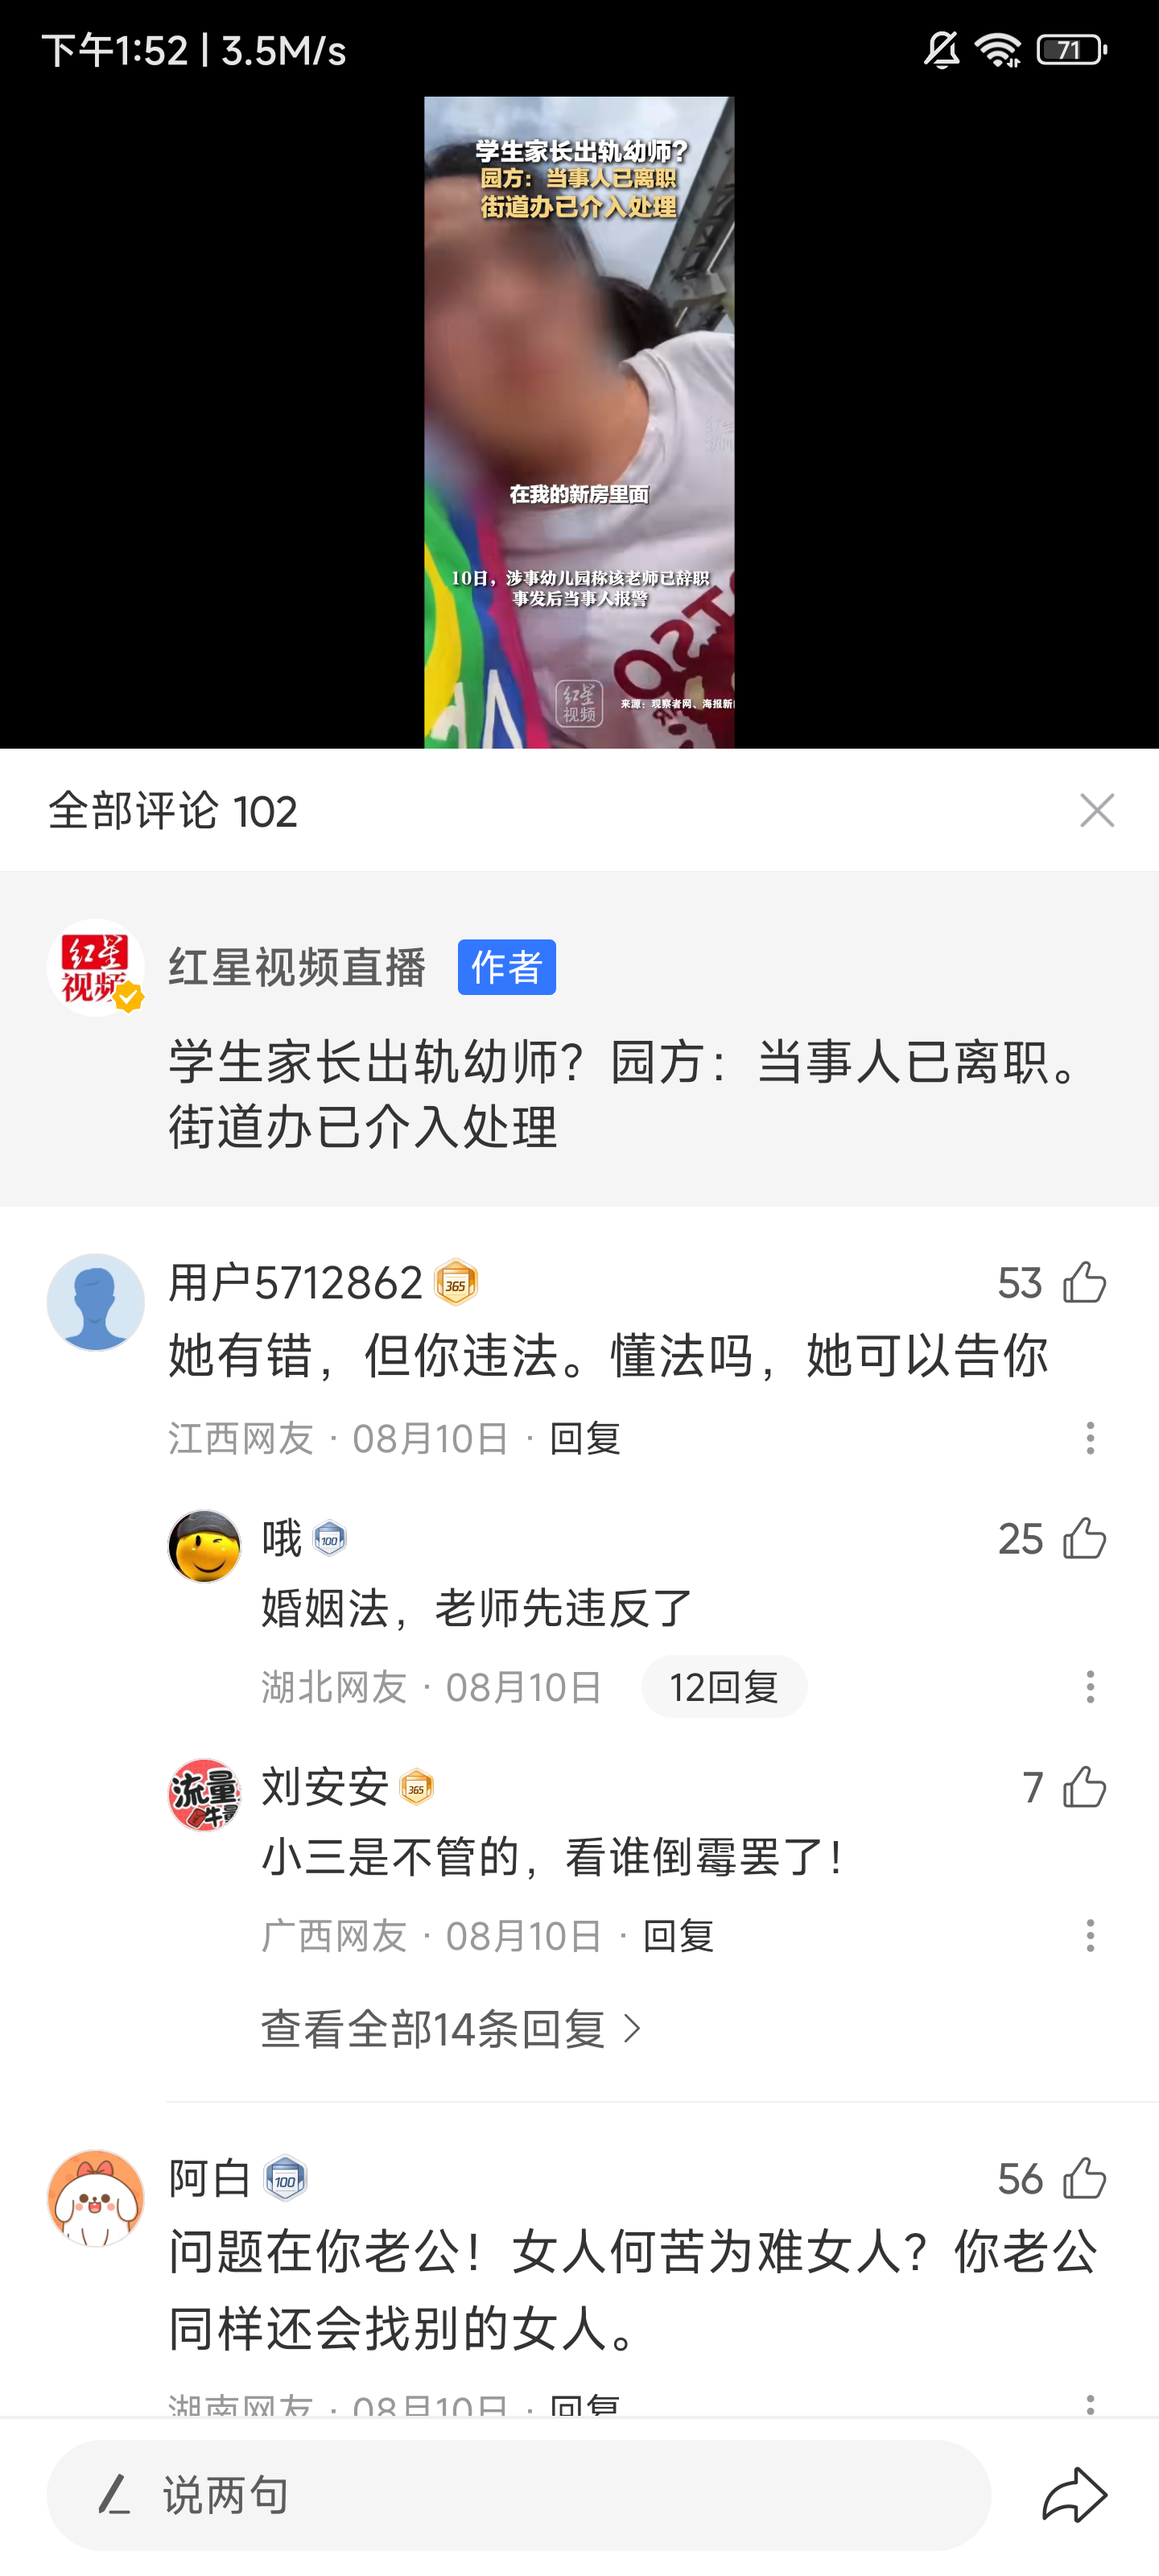 下午1:52 | 3.5M/s
71
学生家长出轨幼师?
园方：当事人已离职
街道办已介入处理
在我的新房里面
10日，涉事幼儿园称该老师已辞职
事发后当事人报警
红星
视频
来源：观察者网、海报新
全部评论 102
红星
视频
红星视频直播 作者
学生家长出轨幼师？园方：当事人已离职。
街道办已介入处理
用户5712862 365 53
她有错，但你违法。懂法吗，她可以告你
江西网友 · 08月10日 · 回复
哦 100 25
婚姻法，老师先违反了
湖北网友 · 08月10日 12回复
流量
刘安安 365 7
小三是不管的，看谁倒霉罢了！
广西网友 · 08月10日 · 回复
查看全部14条回复 >
阿白 100 56
问题在你老公！女人何苦为难女人？你老公
同样还会找别的女人。
湖南网友 · 08月10日 · 回复
说两句